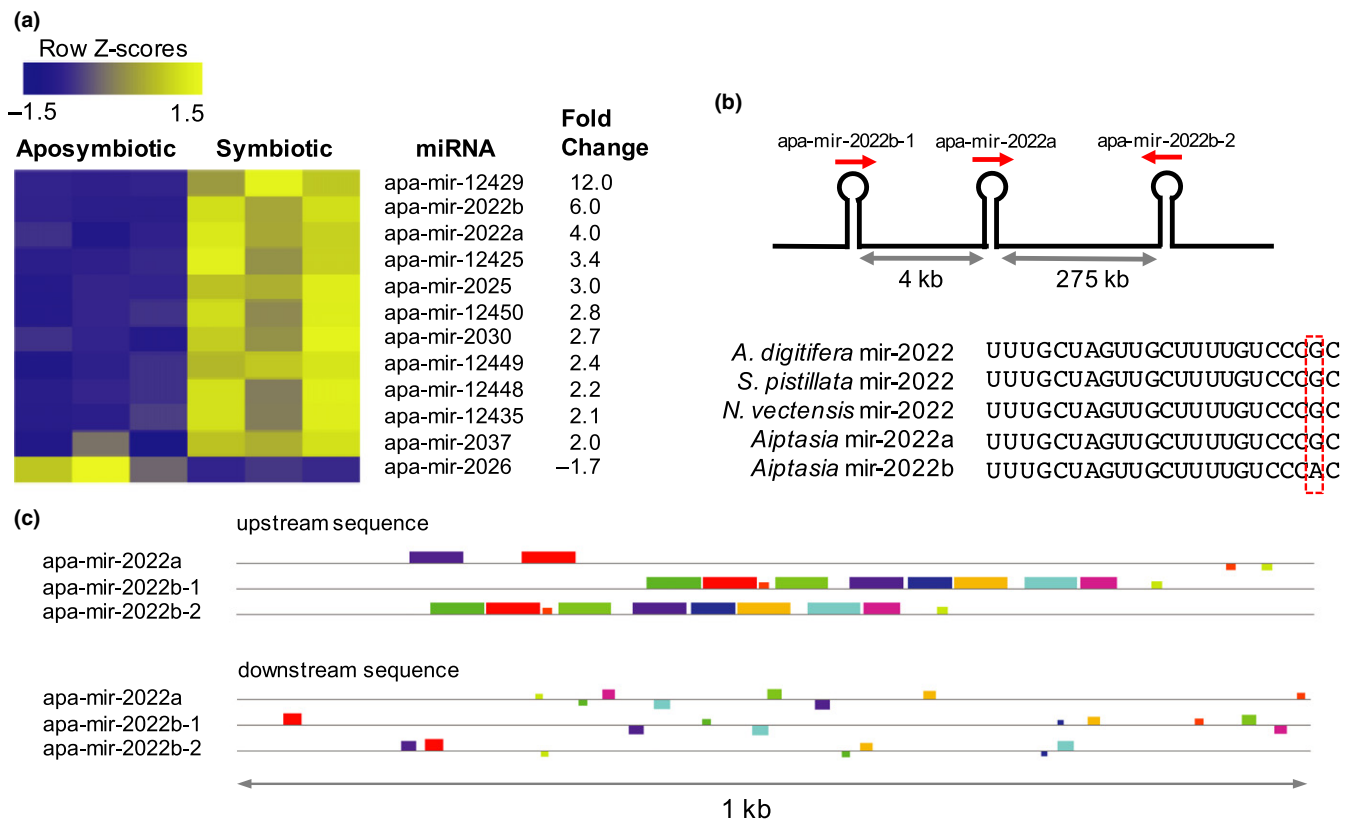 (a)
Row Z-scores
–1.5 1.5
Aposymbiotic Symbiotic miRNA Fold Change
apa-mir-12429 12.0
apa-mir-2022b 6.0
apa-mir-2022a 4.0
apa-mir-12425 3.4
apa-mir-2025 3.0
apa-mir-12450 2.8
apa-mir-2030 2.7
apa-mir-12449 2.4
apa-mir-12448 2.2
apa-mir-12435 2.1
apa-mir-2037 2.0
apa-mir-2026 –1.7
(b)
apa-mir-2022b-1 apa-mir-2022a apa-mir-2022b-2
4 kb 275 kb
A. digitifera mir-2022 UUUGCUAGUUGCUUUUGUCCCGC
S. pistillata mir-2022 UUUGCUAGUUGCUUUUGUCCCGC
N. vectensis mir-2022 UUUGCUAGUUGCUUUUGUCCCGC
Aiptasia mir-2022a UUUGCUAGUUGCUUUUGUCCCGC
Aiptasia mir-2022b UUUGCUAGUUGCUUUUGUCCCAC
(c)
upstream sequence
apa-mir-2022a
apa-mir-2022b-1
apa-mir-2022b-2
downstream sequence
apa-mir-2022a
apa-mir-2022b-1
apa-mir-2022b-2
1 kb